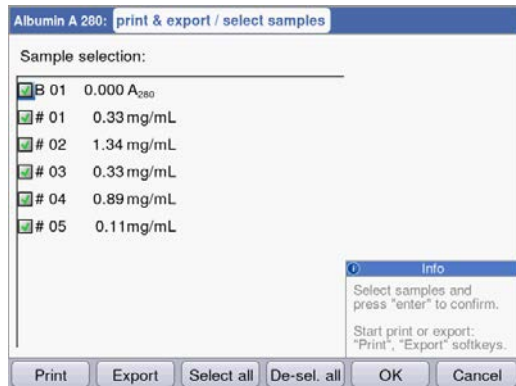 Albumin A 280: print & export / select samples
Sample selection:
B 01 0.000 A₂₈₀
# 01 0.33 mg/mL
# 02 1.34 mg/mL
# 03 0.33 mg/mL
# 04 0.89 mg/mL
# 05 0.11mg/mL
Info
Select samples and
press "enter" to confirm.
Start print or export:
"Print", "Export" softkeys.
Print Export Select all De-sel. all OK Cancel